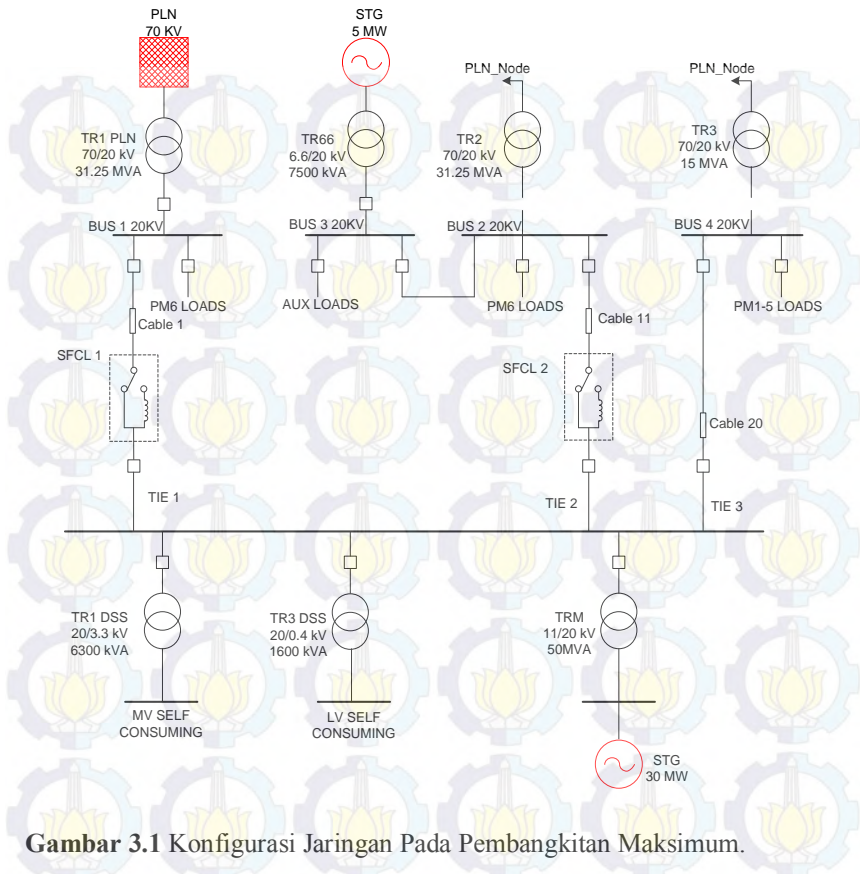 PLN
70 KV
STG
5 MW
PLN_Node
PLN_Node
TR1 PLN
70/20 kV
31.25 MVA
TR66
6.6/20 kV
7500 kVA
TR2
70/20 kV
31.25 MVA
TR3
70/20 kV
15 MVA
BUS 1 20KV
BUS 3 20KV
BUS 2 20KV
BUS 4 20KV
PM6 LOADS
AUX LOADS
PM6 LOADS
PM1-5 LOADS
Cable 1
Cable 11
SFCL 1
SFCL 2
Cable 20
TIE 1
TIE 2
TIE 3
TR1 DSS
20/3.3 kV
6300 kVA
TR3 DSS
20/0.4 kV
1600 kVA
TRM
11/20 kV
50MVA
MV SELF
CONSUMING
LV SELF
CONSUMING
STG
30 MW
Gambar 3.1 Konfigurasi Jaringan Pada Pembangkitan Maksimum.